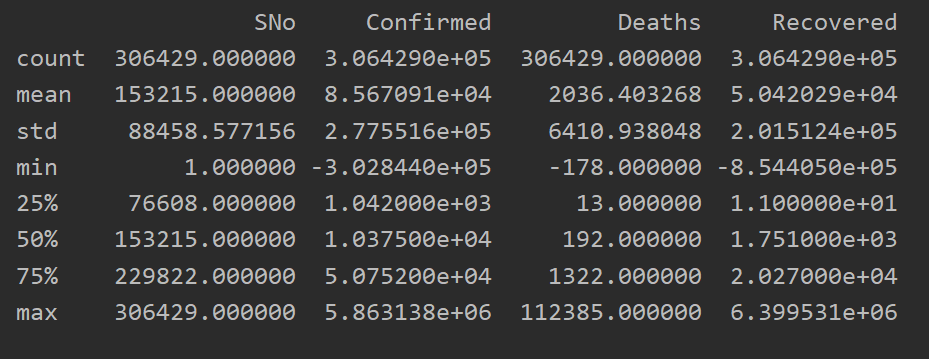 SNo Confirmed Deaths Recovered
count 306429.000000 3.064290e+05 306429.000000 3.064290e+05
mean 153215.000000 8.567091e+04 2036.403268 5.042029e+04
std 88458.577156 2.775516e+05 6410.938048 2.015124e+05
min 1.000000 -3.028440e+05 -178.000000 -8.544050e+05
25% 76608.000000 1.042000e+03 13.000000 1.100000e+01
50% 153215.000000 1.037500e+04 192.000000 1.751000e+03
75% 229822.000000 5.075200e+04 1322.000000 2.027000e+04
max 306429.000000 5.863138e+06 112385.000000 6.399531e+06